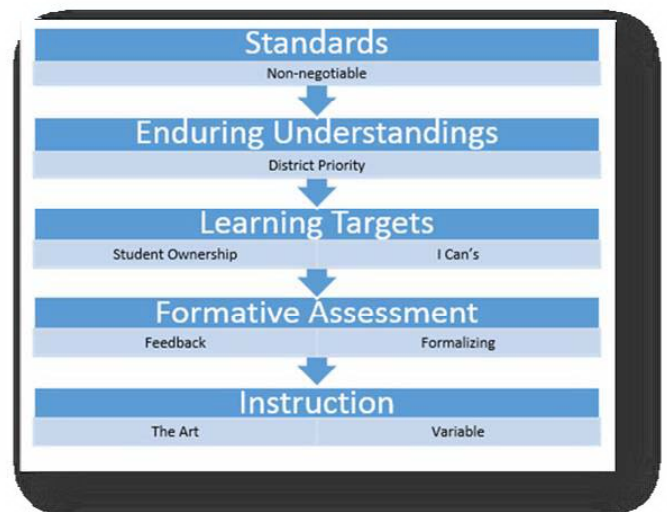 Standards
Non-negotiable
Enduring Understandings
District Priority
Learning Targets
Student Ownership I Can's
Formative Assessment
Feedback Formalizing
Instruction
The Art Variable